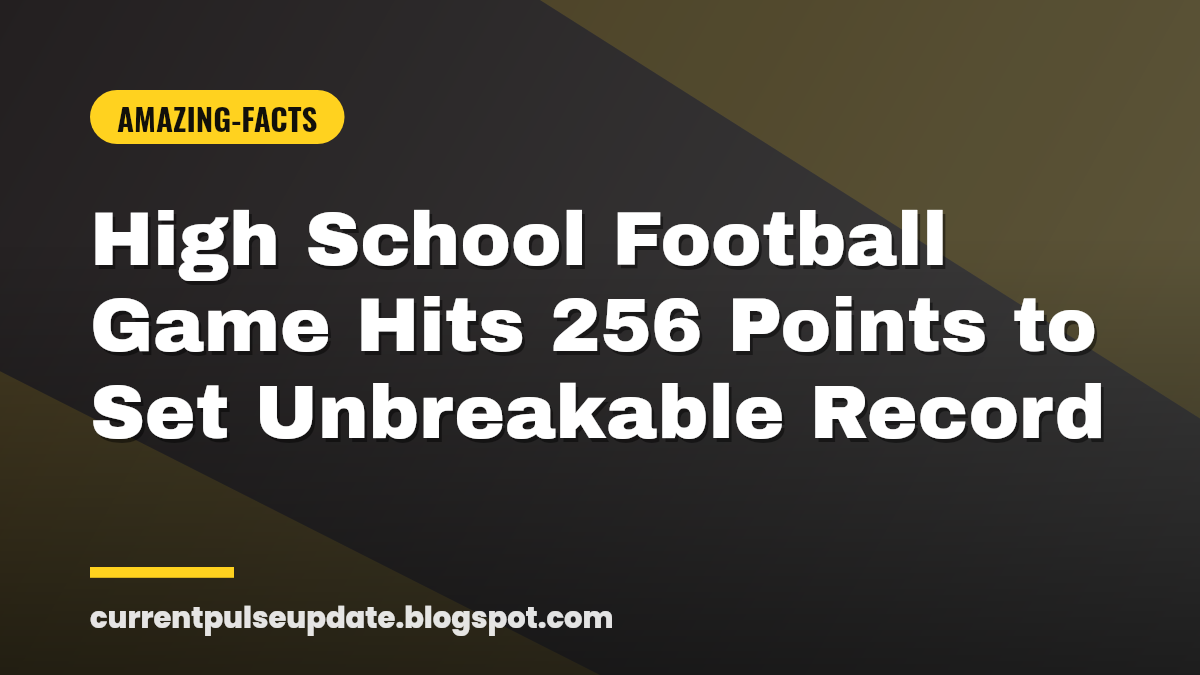 AMAZING-FACTS
High School Football
Game Hits 256 Points to
Set Unbreakable Record
currentpulseupdate.blogspot.com